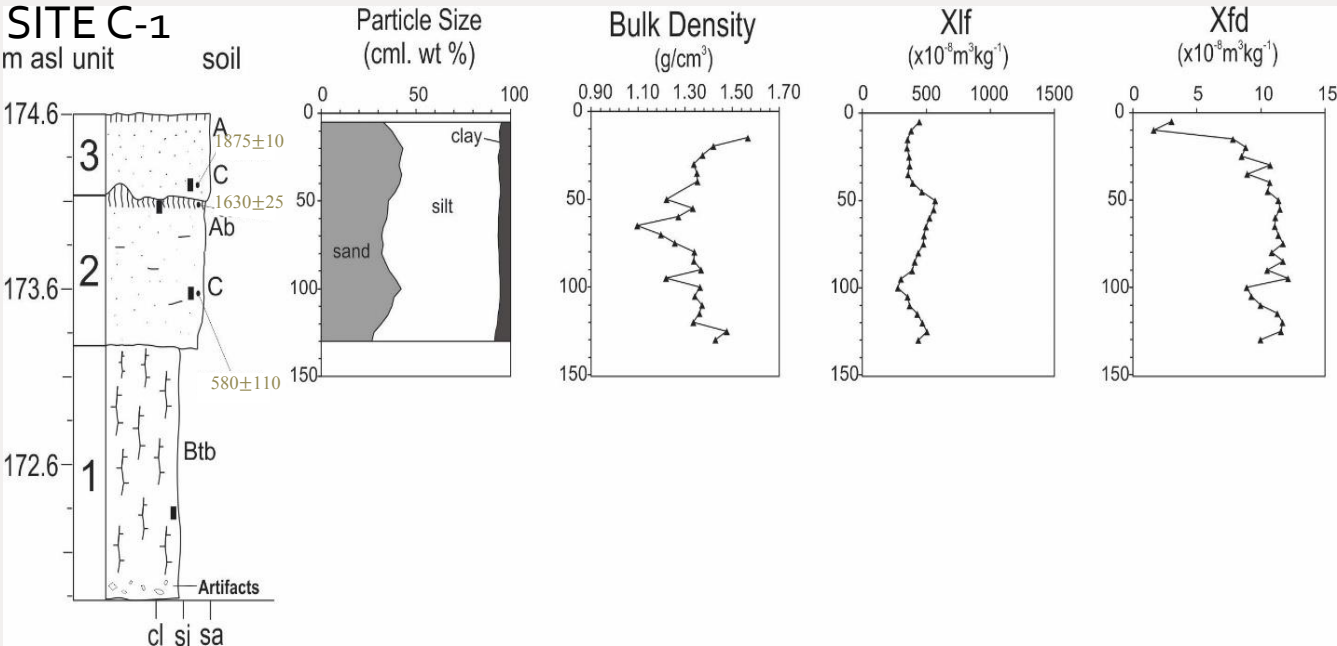 SITE C-1
m asl unit soil
174.6
173.6
172.6
3
2
1
A
1875±10
C
1630±25
Ab
C
580±110
Btb
Artifacts
cl si sa
Particle Size
(cml. wt %)
0 50 100
0
50
100
150
clay
silt
sand
Bulk Density
(g/cm³)
0.90 1.10 1.30 1.50 1.70
0
50
100
150
Xlf
(x10⁻⁸m³kg⁻¹)
0 500 1000 1500
0
50
100
150
Xfd
(x10⁻⁸m³kg⁻¹)
0 5 10 15
0
50
100
150